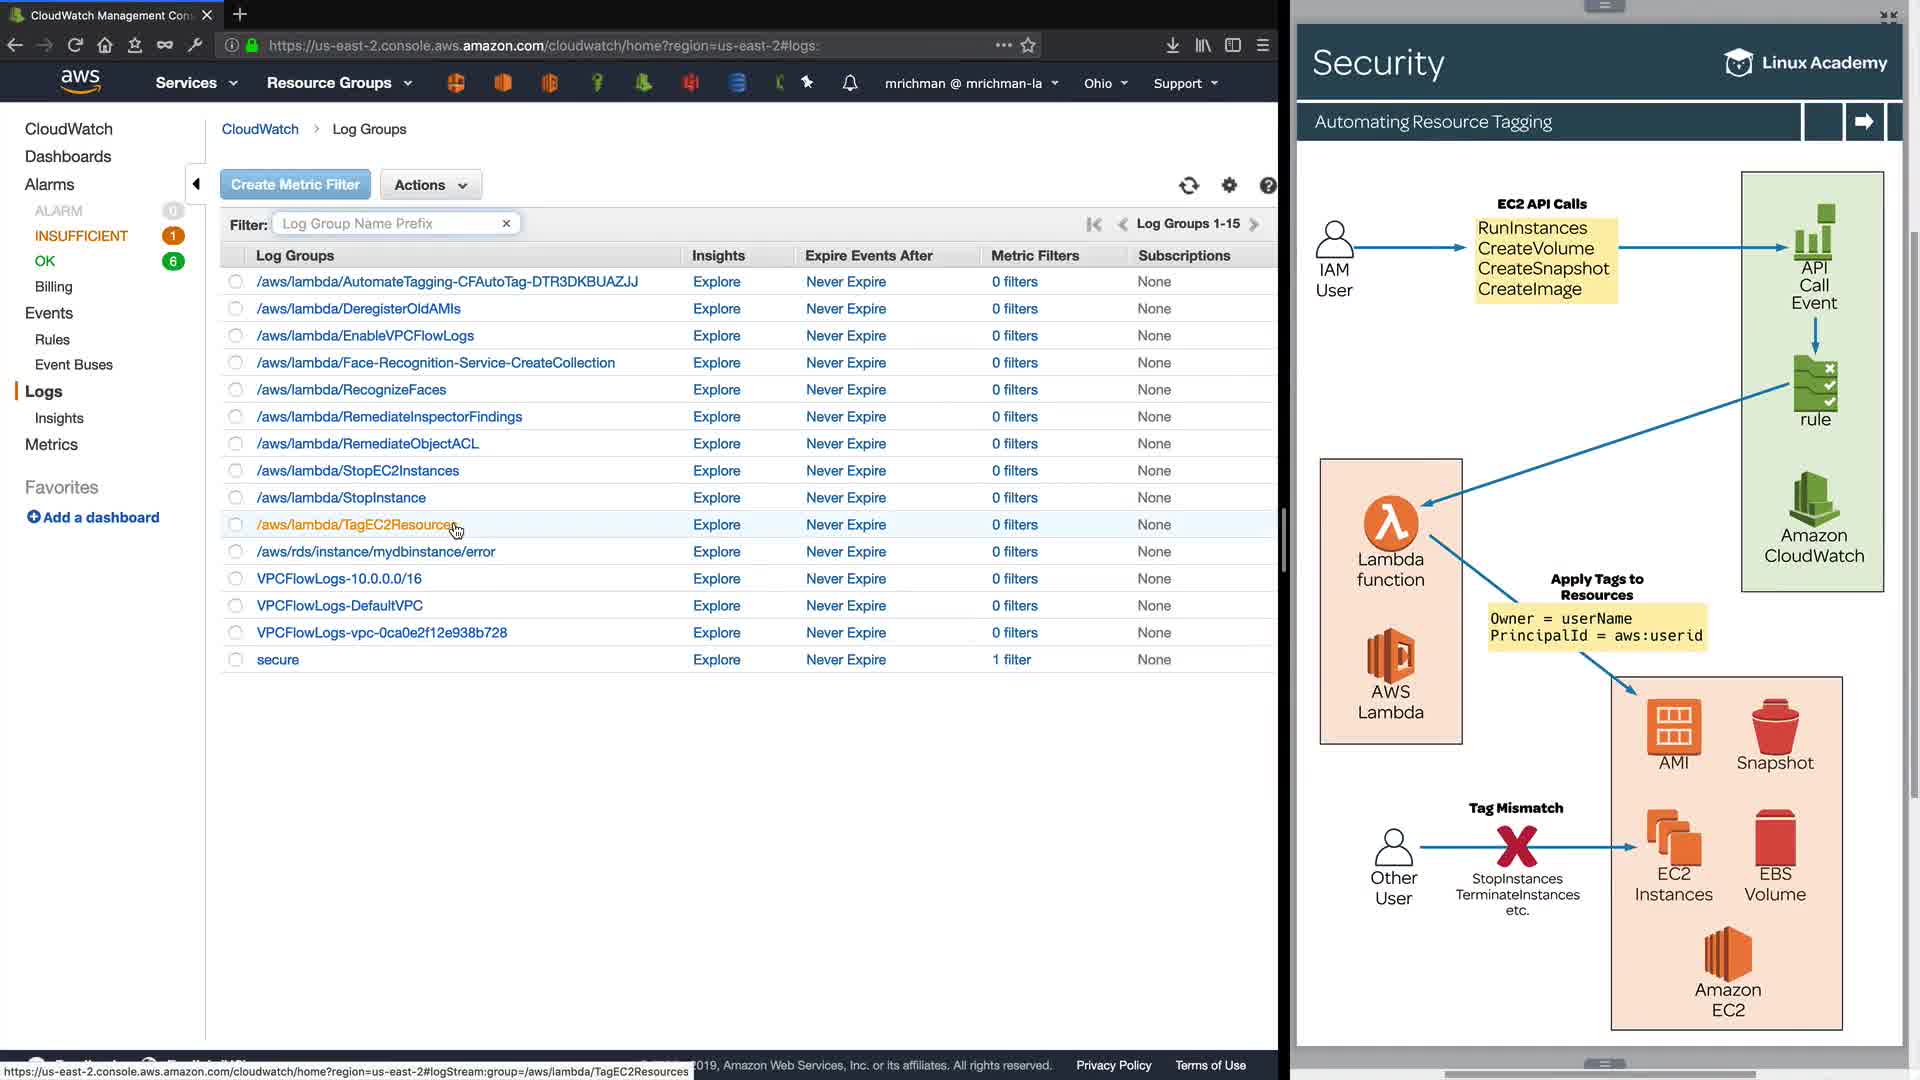 CloudWatch Management Con
https://us-east-2.console.aws.amazon.com/cloudwatch/home?region=us-east-2#logs:
aws
Services
Resource Groups
mrichman @ mrichman-la
Ohio
Support
CloudWatch
Dashboards
Alarms
ALARM 0
INSUFFICIENT 1
OK 6
Billing
Events
Rules
Event Buses
Logs
Insights
Metrics
Favorites
Add a dashboard
CloudWatch > Log Groups
Create Metric Filter
Actions
Filter: Log Group Name Prefix
Log Groups 1-15
Log Groups Insights Expire Events After Metric Filters Subscriptions
/aws/lambda/AutomateTagging-CFAutoTag-DTR3DKBUAZJJ Explore Never Expire 0 filters None
/aws/lambda/DeregisterOldAMIs Explore Never Expire 0 filters None
/aws/lambda/EnableVPCFlowLogs Explore Never Expire 0 filters None
/aws/lambda/Face-Recognition-Service-CreateCollection Explore Never Expire 0 filters None
/aws/lambda/RecognizeFaces Explore Never Expire 0 filters None
/aws/lambda/RemediateInspectorFindings Explore Never Expire 0 filters None
/aws/lambda/RemediateObjectACL Explore Never Expire 0 filters None
/aws/lambda/StopEC2Instances Explore Never Expire 0 filters None
/aws/lambda/StopInstance Explore Never Expire 0 filters None
/aws/lambda/TagEC2Resources Explore Never Expire 0 filters None
/aws/rds/instance/mydbinstance/error Explore Never Expire 0 filters None
VPCFlowLogs-10.0.0.0/16 Explore Never Expire 0 filters None
VPCFlowLogs-DefaultVPC Explore Never Expire 0 filters None
VPCFlowLogs-vpc-0ca0e2f12e938b728 Explore Never Expire 0 filters None
secure Explore Never Expire 1 filter None
2019, Amazon Web Services, Inc. or its affiliates. All rights reserved.
Privacy Policy
Terms of Use
https://us-east-2.console.aws.amazon.com/cloudwatch/home?region=us-east-2#logStream:group=/aws/lambda/TagEC2Resources
Security
Linux Academy
Automating Resource Tagging
IAM
User
EC2 API Calls
RunInstances
CreateVolume
CreateSnapshot
CreateImage
API
Call
Event
rule
Amazon
CloudWatch
Lambda
function
AWS
Lambda
Apply Tags to
Resources
Owner = userName
PrincipalId = aws:userid
AMI
Snapshot
EC2
Instances
EBS
Volume
Amazon
EC2
Tag Mismatch
Other
User
StopInstances
TerminateInstances
etc.